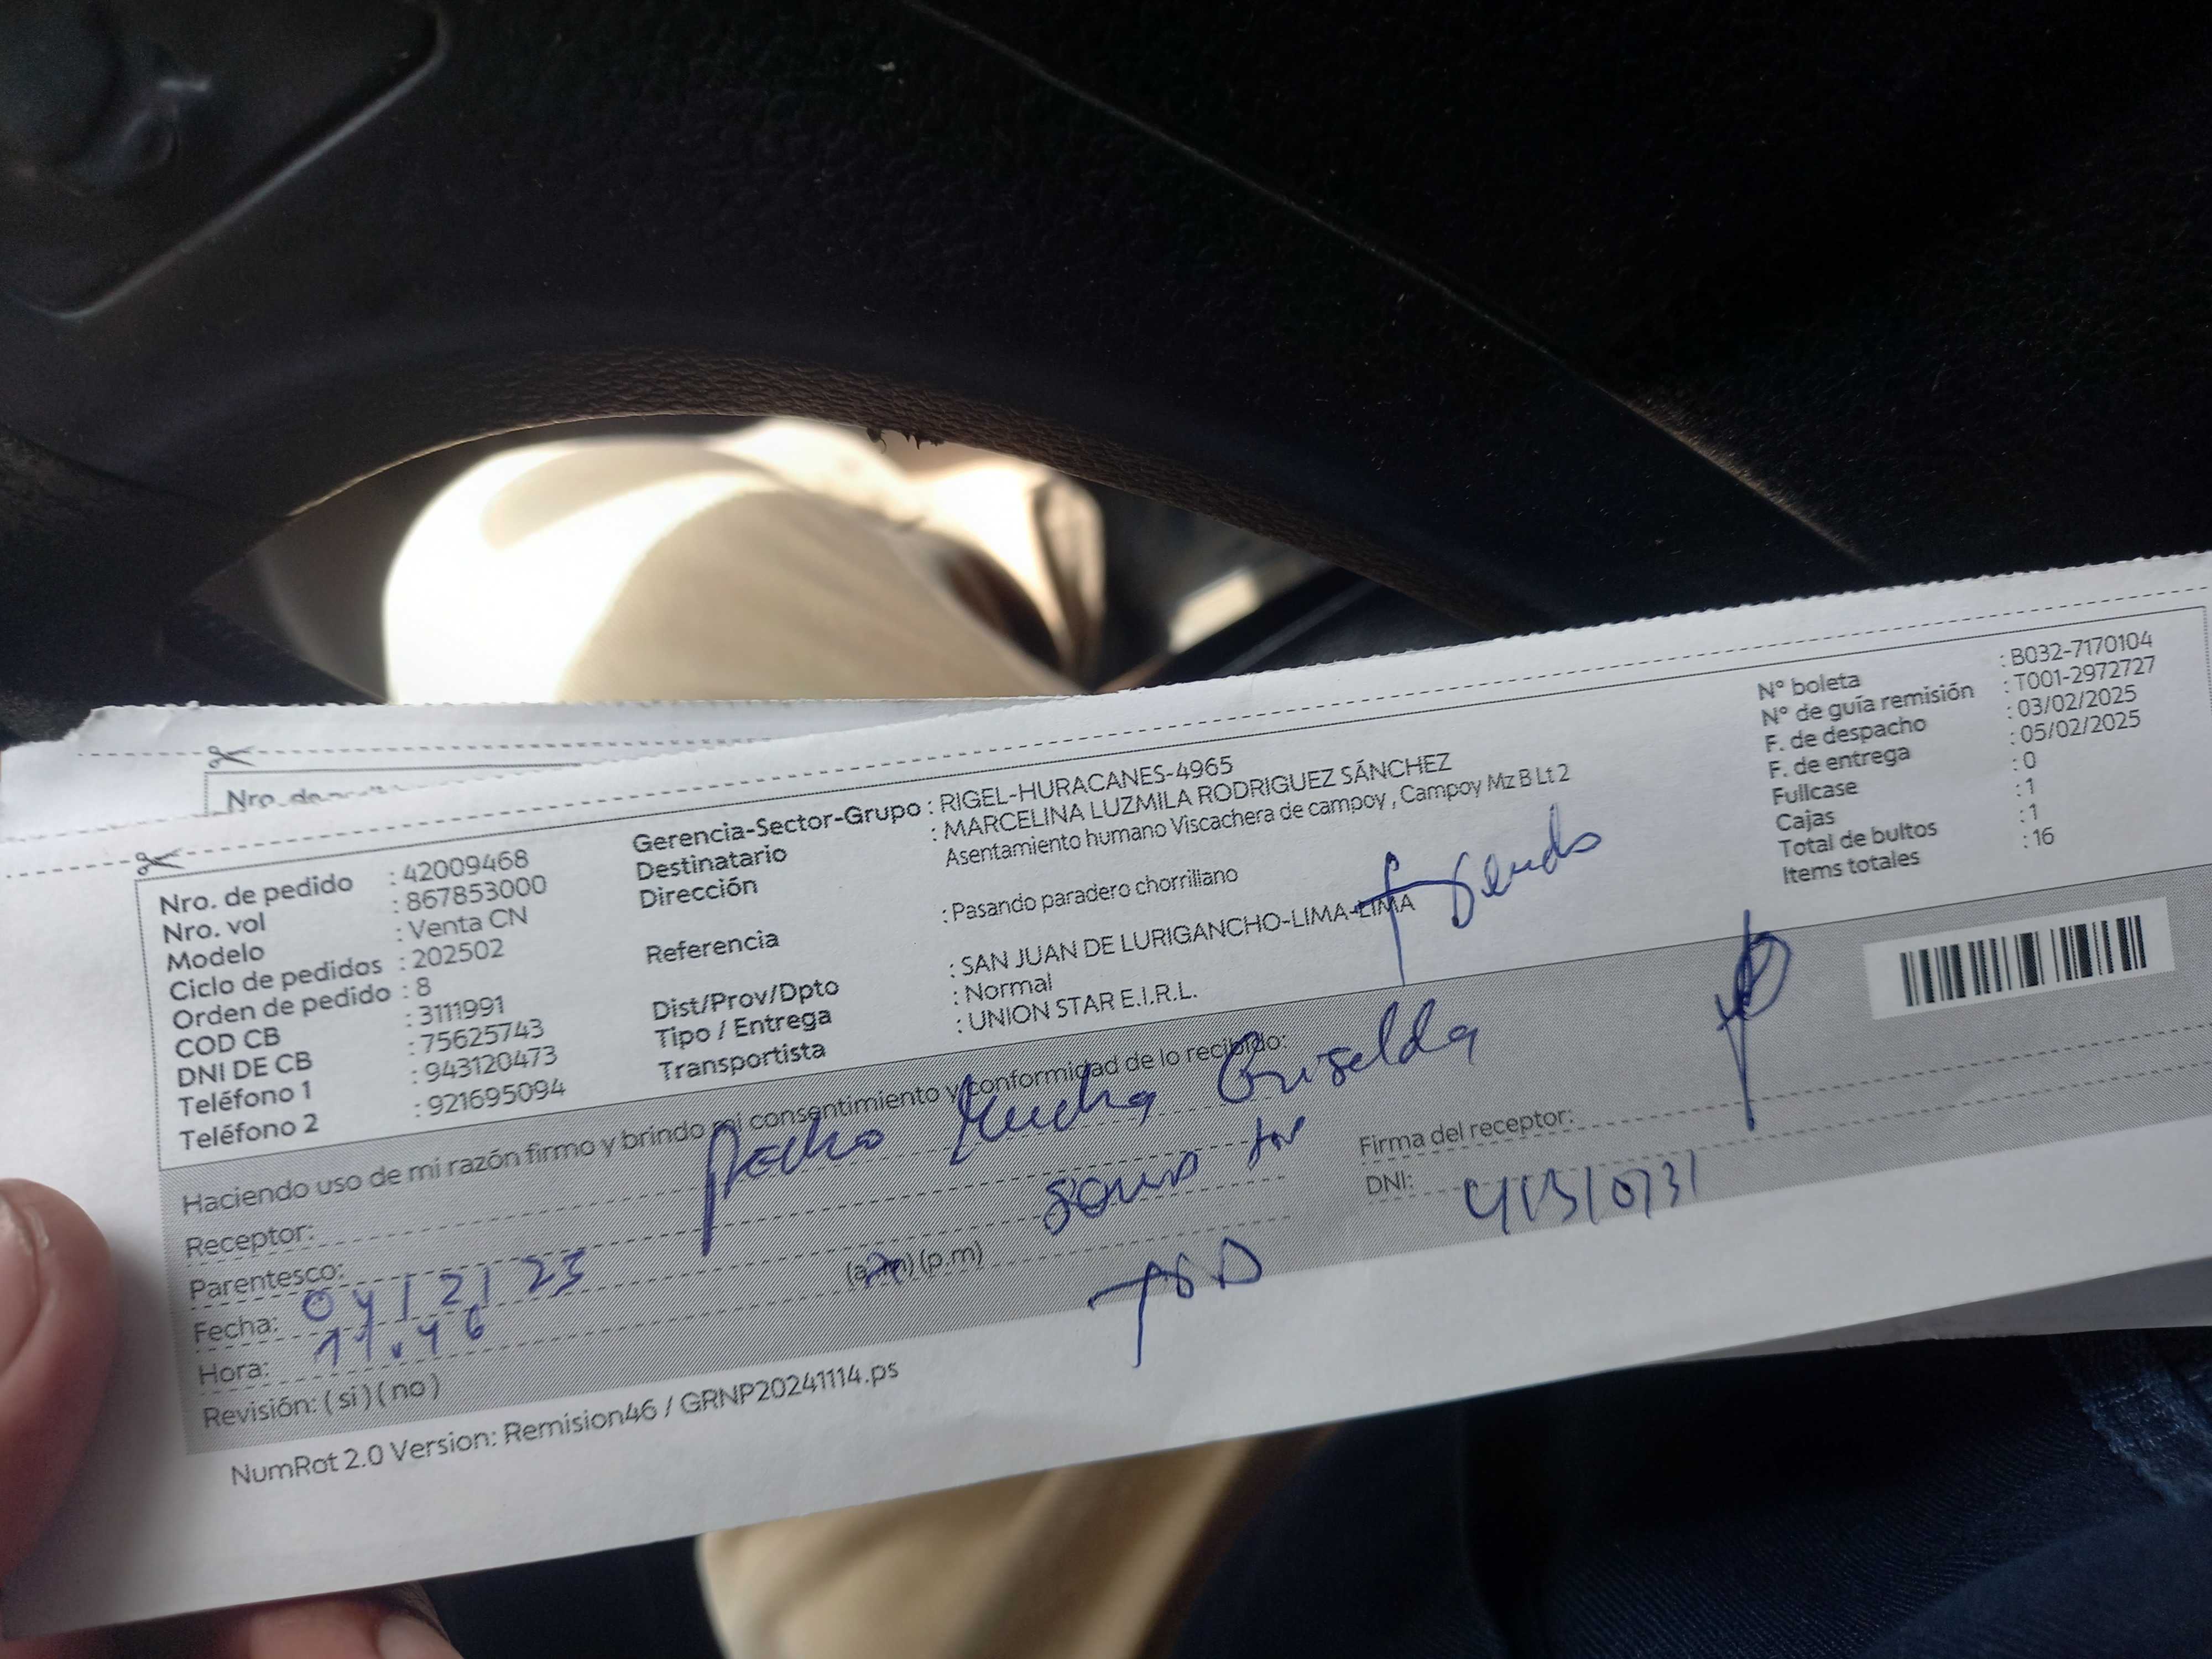 Nro. de
Nro. de pedido : 42009468
Nro. vol : 867853000
Modelo : Venta CN
Ciclo de pedidos : 202502
Orden de pedido : 8
COD CB : 3111991
DNI DE CB : 75625743
Teléfono 1 : 943120473
Teléfono 2 : 921695094
Gerencia-Sector-Grupo : RIGEL-HURACANES-4965
Destinatario : MARCELINA LUZMILA RODRIGUEZ SÁNCHEZ
Dirección Asentamiento humano Viscachera de campoy , Campoy Mz B Lt 2
Referencia : Pasando paradero chorrillano
Dist/Prov/Dpto : SAN JUAN DE LURIGANCHO-LIMA-LIMA
Tipo / Entrega : Normal
Transportista : UNION STAR E.I.R.L.
N° boleta : B032-7170104
N° de guía remisión : T001-2972727
F. de despacho : 03/02/2025
F. de entrega : 05/02/2025
Fullcase : 0
Cajas : 1
Total de bultos : 1
Items totales : 16
Haciendo uso de mi razón firmo y brindo mi consentimiento y conformidad de lo recibido:
Receptor: Griselda
Parentesco:
Fecha: 04/2/25
Hora: 11.46 (a.m) (p.m)
Revisión: ( si ) ( no )
Firma del receptor:
DNI:
NumRot 2.0 Version: Remision46 / GRNP20241114.ps